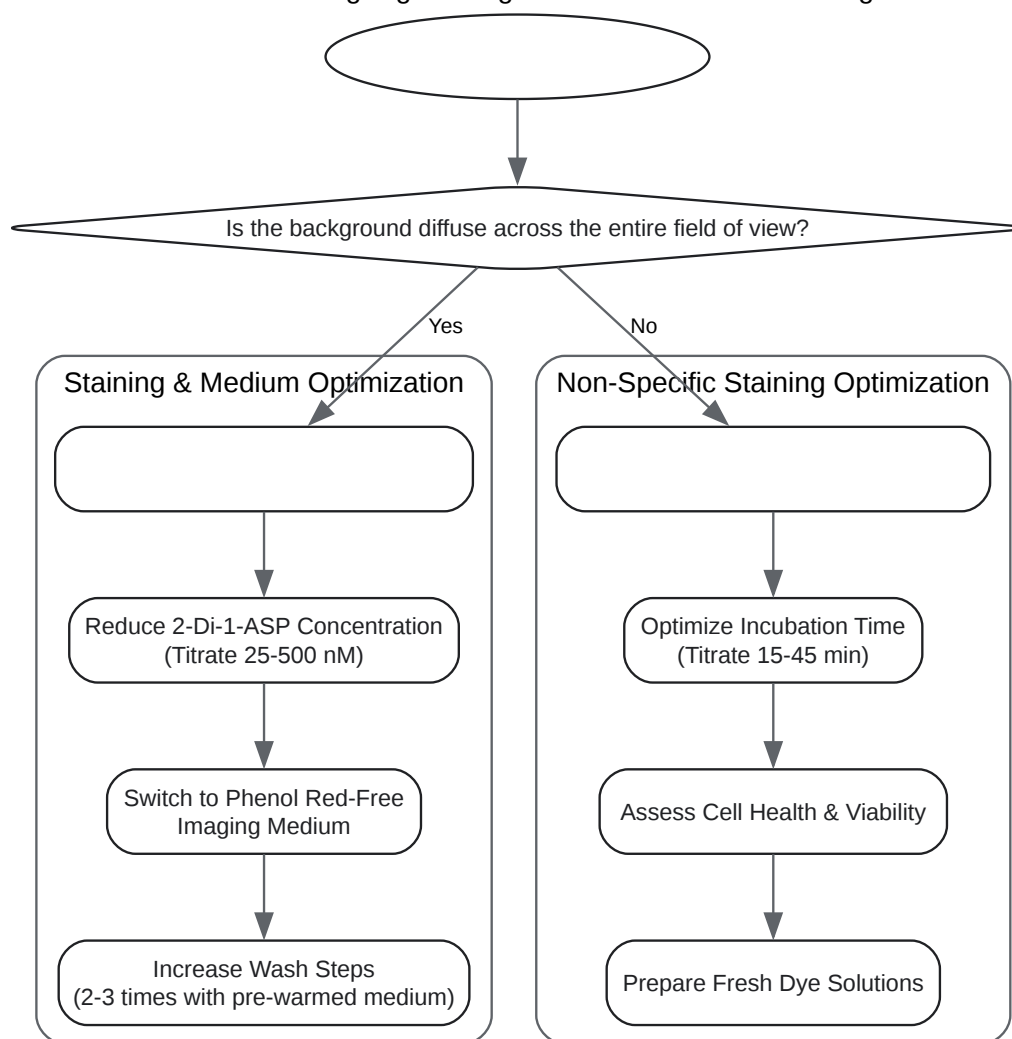 Is the background diffuse across the entire field of view?
Yes
No
Staining & Medium Optimization
Non-Specific Staining Optimization
Reduce 2-Di-1-ASP Concentration
(Titrate 25-500 nM)
Optimize Incubation Time
(Titrate 15-45 min)
Switch to Phenol Red-Free
Imaging Medium
Assess Cell Health & Viability
Increase Wash Steps
(2-3 times with pre-warmed medium)
Prepare Fresh Dye Solutions